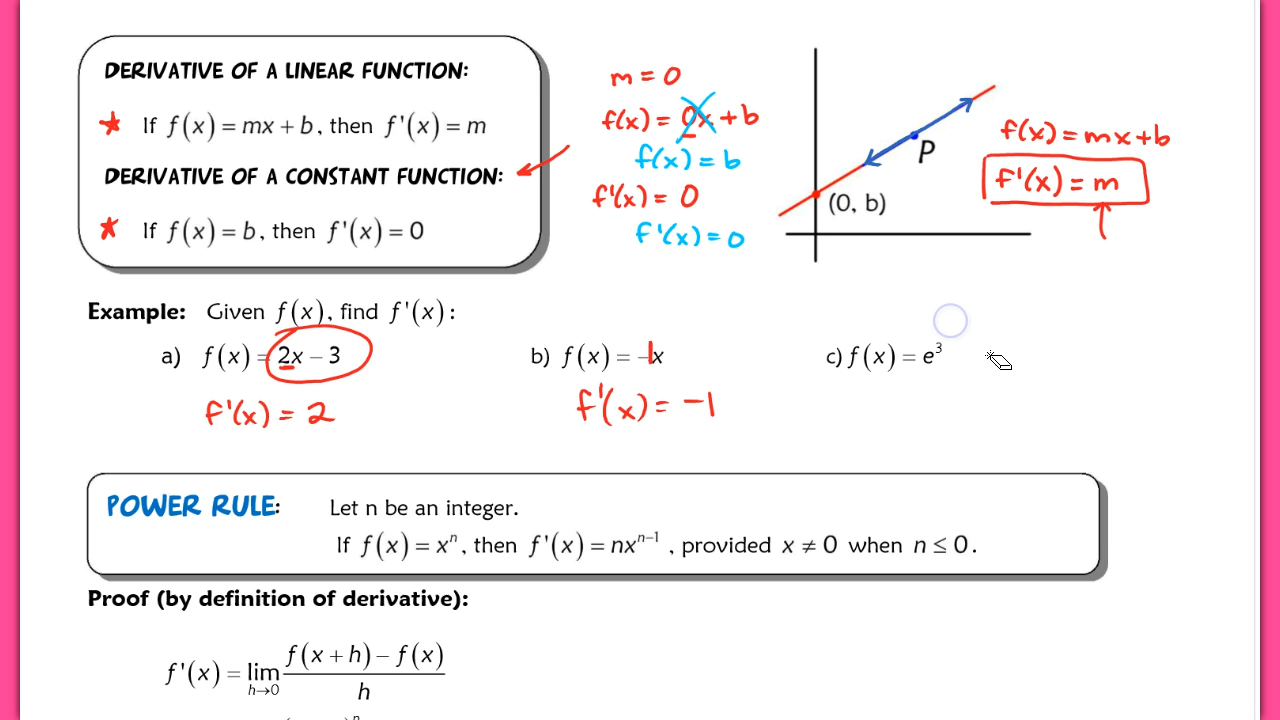 DERIVATIVE OF A LINEAR FUNCTION:
★ If f(x) = mx + b, then f'(x) = m
DERIVATIVE OF A CONSTANT FUNCTION:
★ If f(x) = b, then f'(x) = 0
m = 0
f(x) = 0x + b
f(x) = b
f'(x) = 0
f'(x) = 0
P
(0, b)
f(x) = mx + b
f'(x) = m
Example: Given f(x), find f'(x):
a) f(x) = 2x – 3
f'(x) = 2
b) f(x) = –1x
f'(x) = –1
c) f(x) = e³
POWER RULE: Let n be an integer.
If f(x) = xⁿ, then f'(x) = nxⁿ⁻¹, provided x ≠ 0 when n ≤ 0.
Proof (by definition of derivative):
f'(x) = lim h→0 f(x + h) – f(x) / h
n